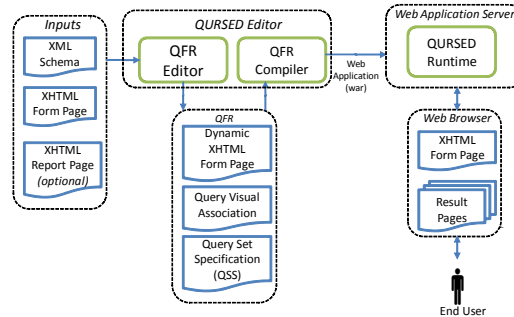 Inputs
XML
Schema
XHTML
Form Page
XHTML
Report Page
(optional)
QURSED Editor
QFR
Editor
QFR
Compiler
QFR
Dynamic
XHTML
Form Page
Query Visual
Association
Query Set
Specification
(QSS)
Web
Application
(war)
Web Application Server
QURSED
Runtime
Web Browser
XHTML
Form Page
Result
Pages
End User